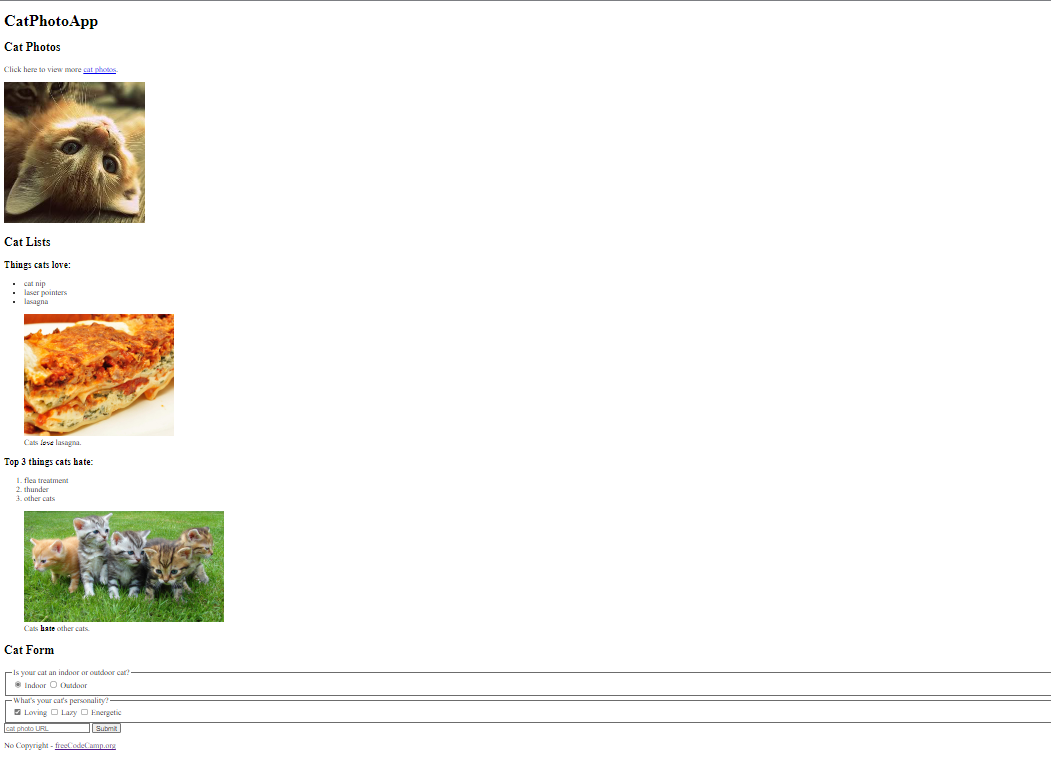 CatPhotoApp
Cat Photos
Click here to view more cat photos.
Cat Lists
Things cats love:
cat nip
laser pointers
lasagna
Cats love lasagna.
Top 3 things cats hate:
1. flea treatment
2. thunder
3. other cats
Cats hate other cats.
Cat Form
Is your cat an indoor or outdoor cat?
Indoor Outdoor
What's your cat's personality?
Loving Lazy Energetic
cat photo URL Submit
No Copyright - freeCodeCamp.org